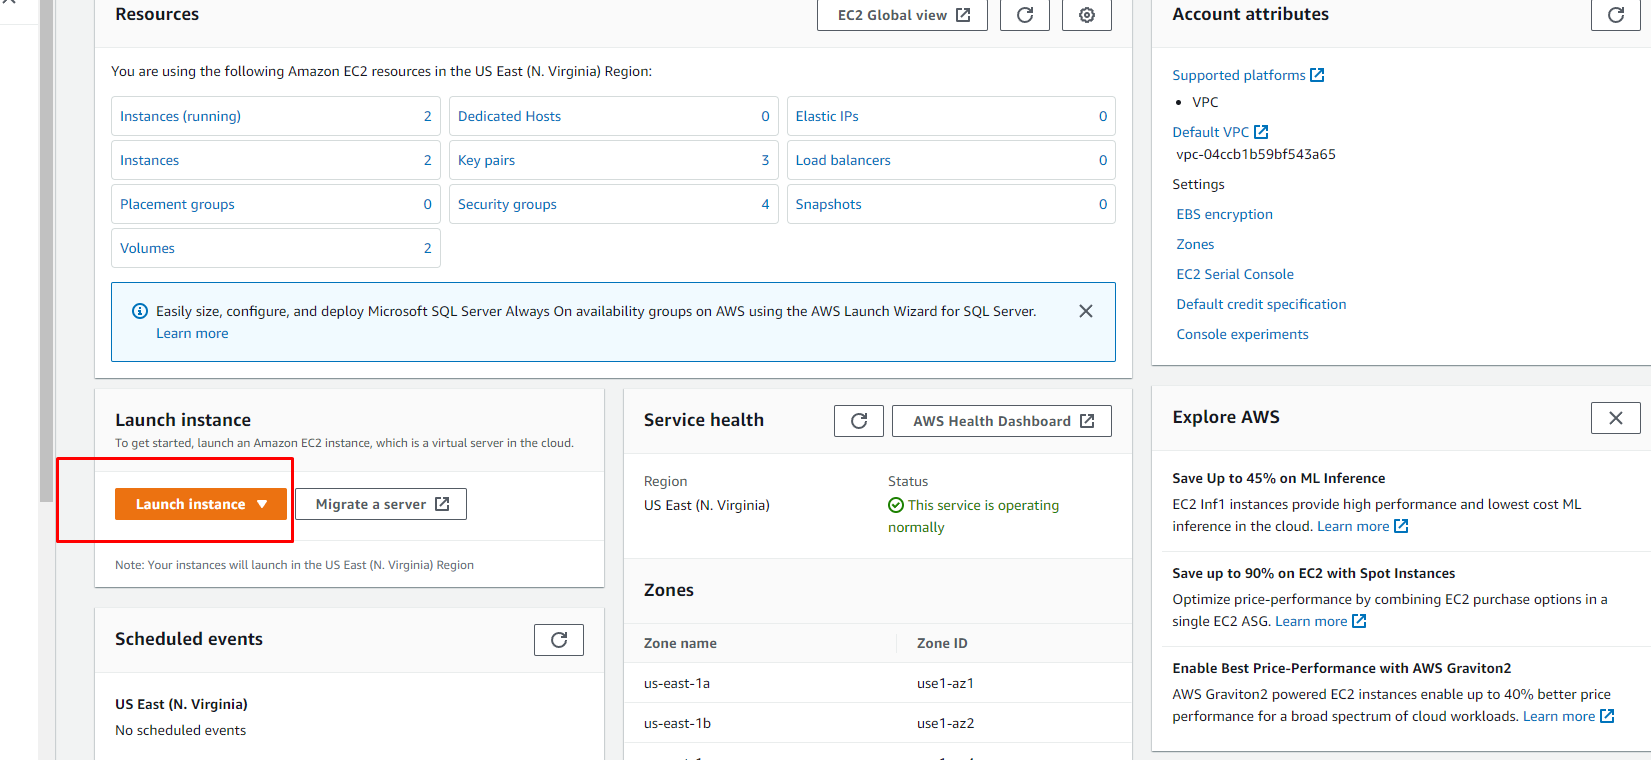 Resources
EC2 Global view
You are using the following Amazon EC2 resources in the US East (N. Virginia) Region:
Instances (running) 2
Dedicated Hosts 0
Elastic IPs 0
Instances 2
Key pairs 3
Load balancers 0
Placement groups 0
Security groups 4
Snapshots 0
Volumes 2
Easily size, configure, and deploy Microsoft SQL Server Always On availability groups on AWS using the AWS Launch Wizard for SQL Server.
Learn more
Launch instance
To get started, launch an Amazon EC2 instance, which is a virtual server in the cloud.
Launch instance
Migrate a server
Note: Your instances will launch in the US East (N. Virginia) Region
Scheduled events
US East (N. Virginia)
No scheduled events
Service health
AWS Health Dashboard
Region
US East (N. Virginia)
Status
This service is operating
normally
Zones
Zone name Zone ID
us-east-1a use1-az1
us-east-1b use1-az2
Account attributes
Supported platforms
• VPC
Default VPC
vpc-04ccb1b59bf543a65
Settings
EBS encryption
Zones
EC2 Serial Console
Default credit specification
Console experiments
Explore AWS
Save Up to 45% on ML Inference
EC2 Inf1 instances provide high performance and lowest cost ML
inference in the cloud. Learn more
Save up to 90% on EC2 with Spot Instances
Optimize price-performance by combining EC2 purchase options in a
single EC2 ASG. Learn more
Enable Best Price-Performance with AWS Graviton2
AWS Graviton2 powered EC2 instances enable up to 40% better price
performance for a broad spectrum of cloud workloads. Learn more